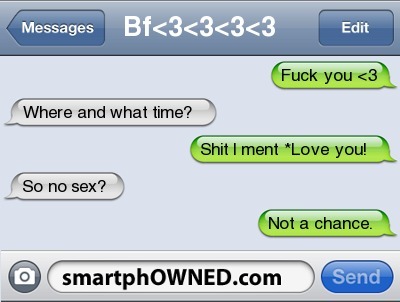 Messages
Bf<3<3<3<3
Edit
Fuck you <3
Where and what time?
Shit I ment *Love you!
So no sex?
Not a chance.
smartphOWNED.com
Send